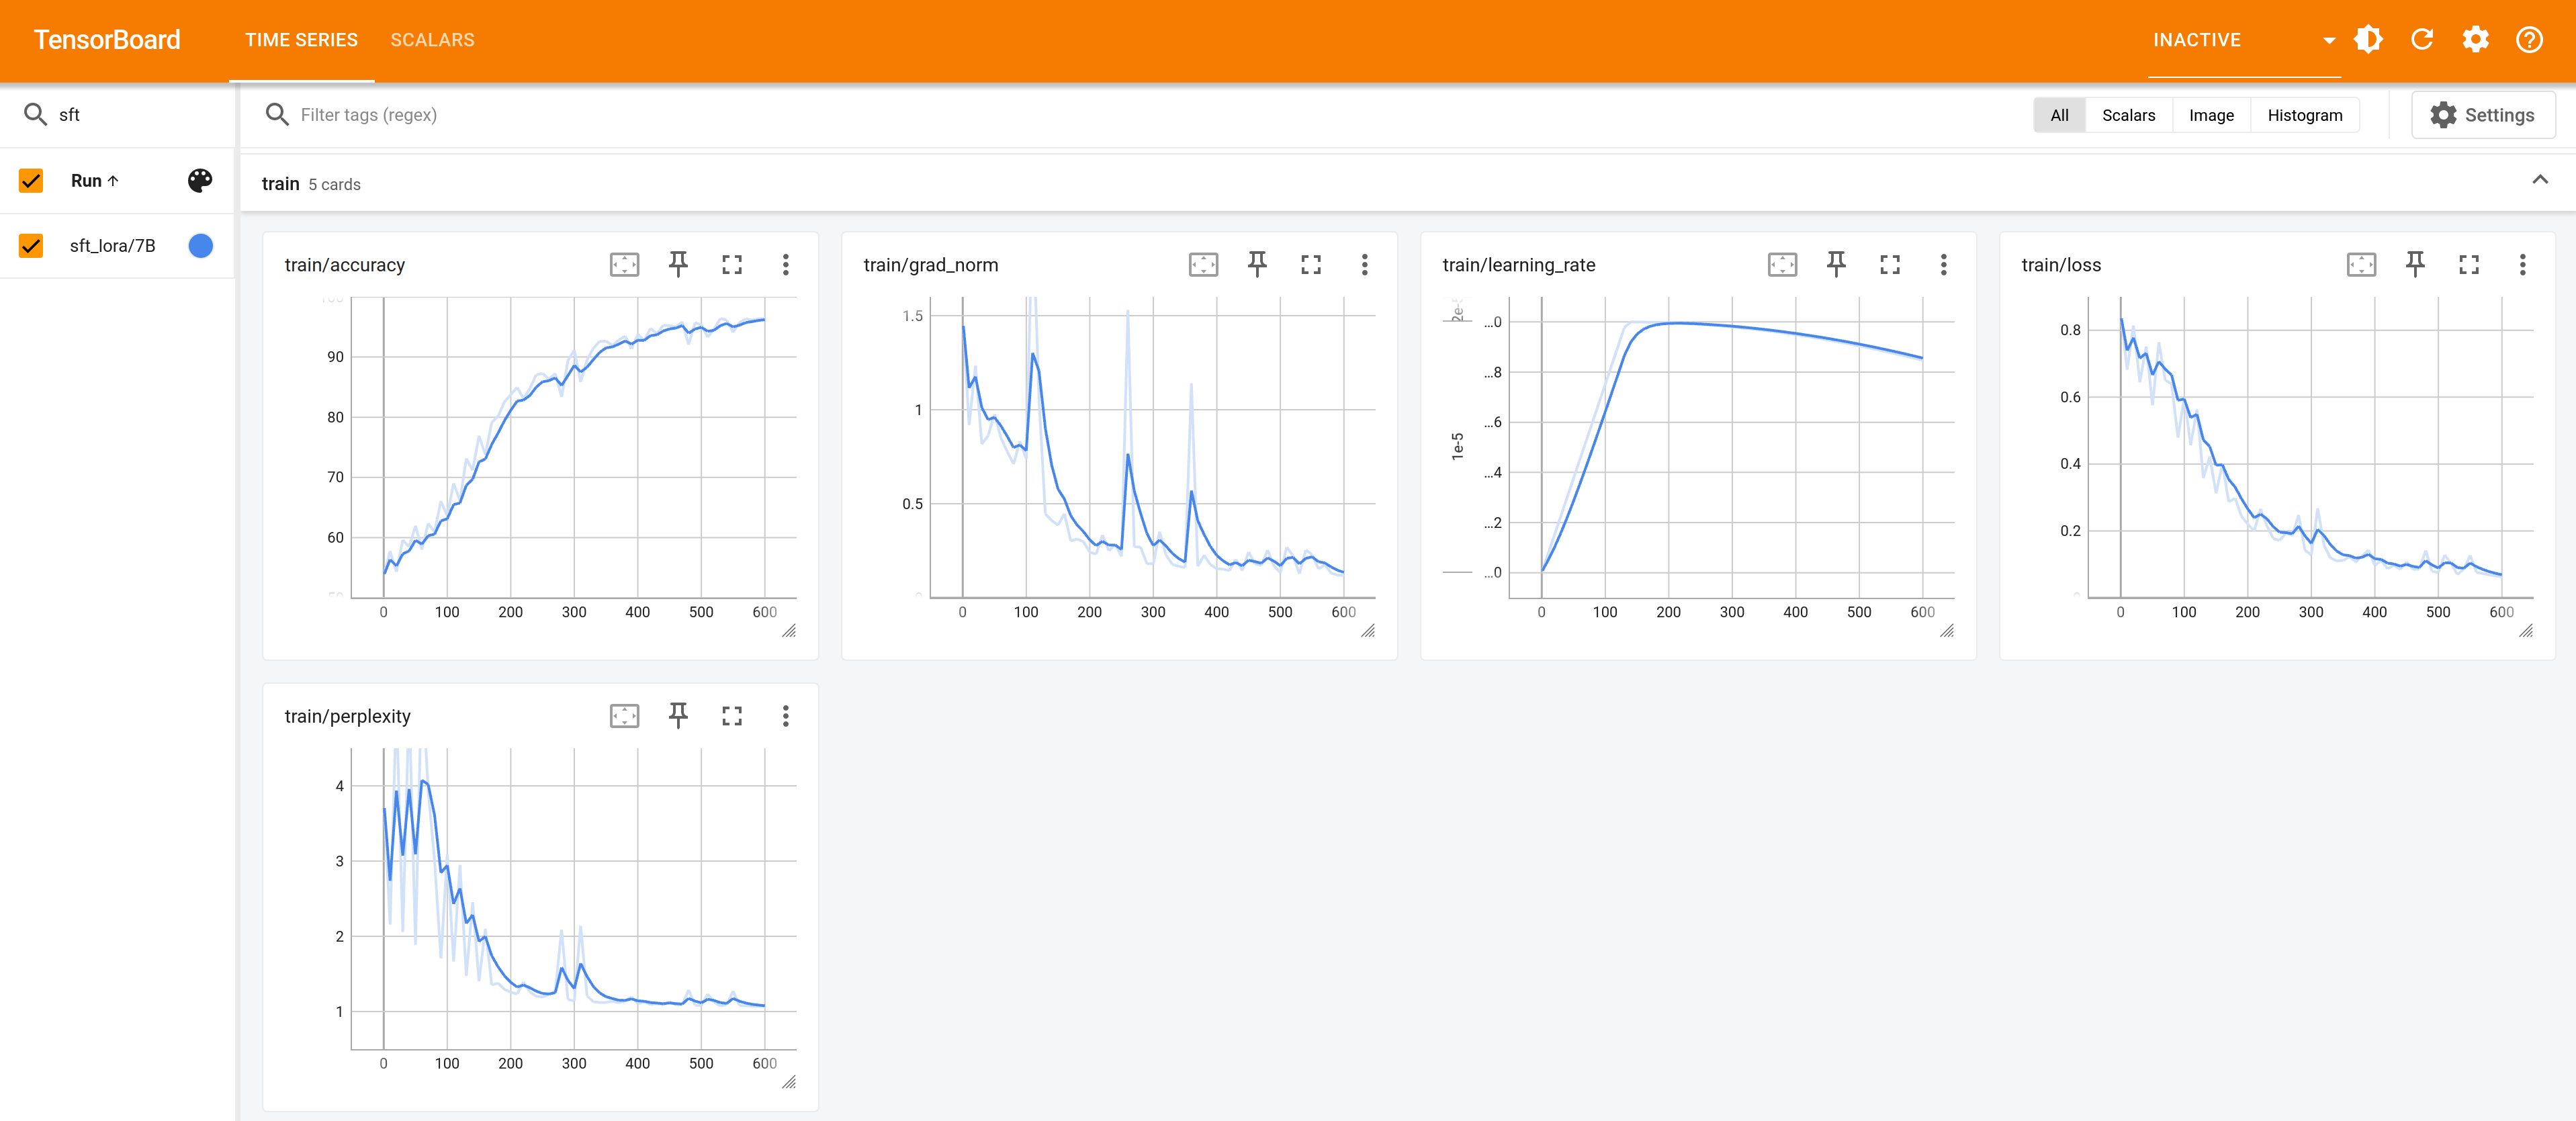 TensorBoard TIME SERIES SCALARS INACTIVE
sft
Filter tags (regex)
All Scalars Image Histogram
Settings
Run
train 5 cards
sft_lora/7B
train/accuracy
90
80
70
60
0 100 200 300 400 500 600
train/grad_norm
1.5
1
0.5
0 100 200 300 400 500 600
train/learning_rate
2e-
1e-5
...0
...8
...6
...4
...2
...0
0 100 200 300 400 500 600
train/loss
0.8
0.6
0.4
0.2
0 100 200 300 400 500 600
train/perplexity
4
3
2
1
0 100 200 300 400 500 600